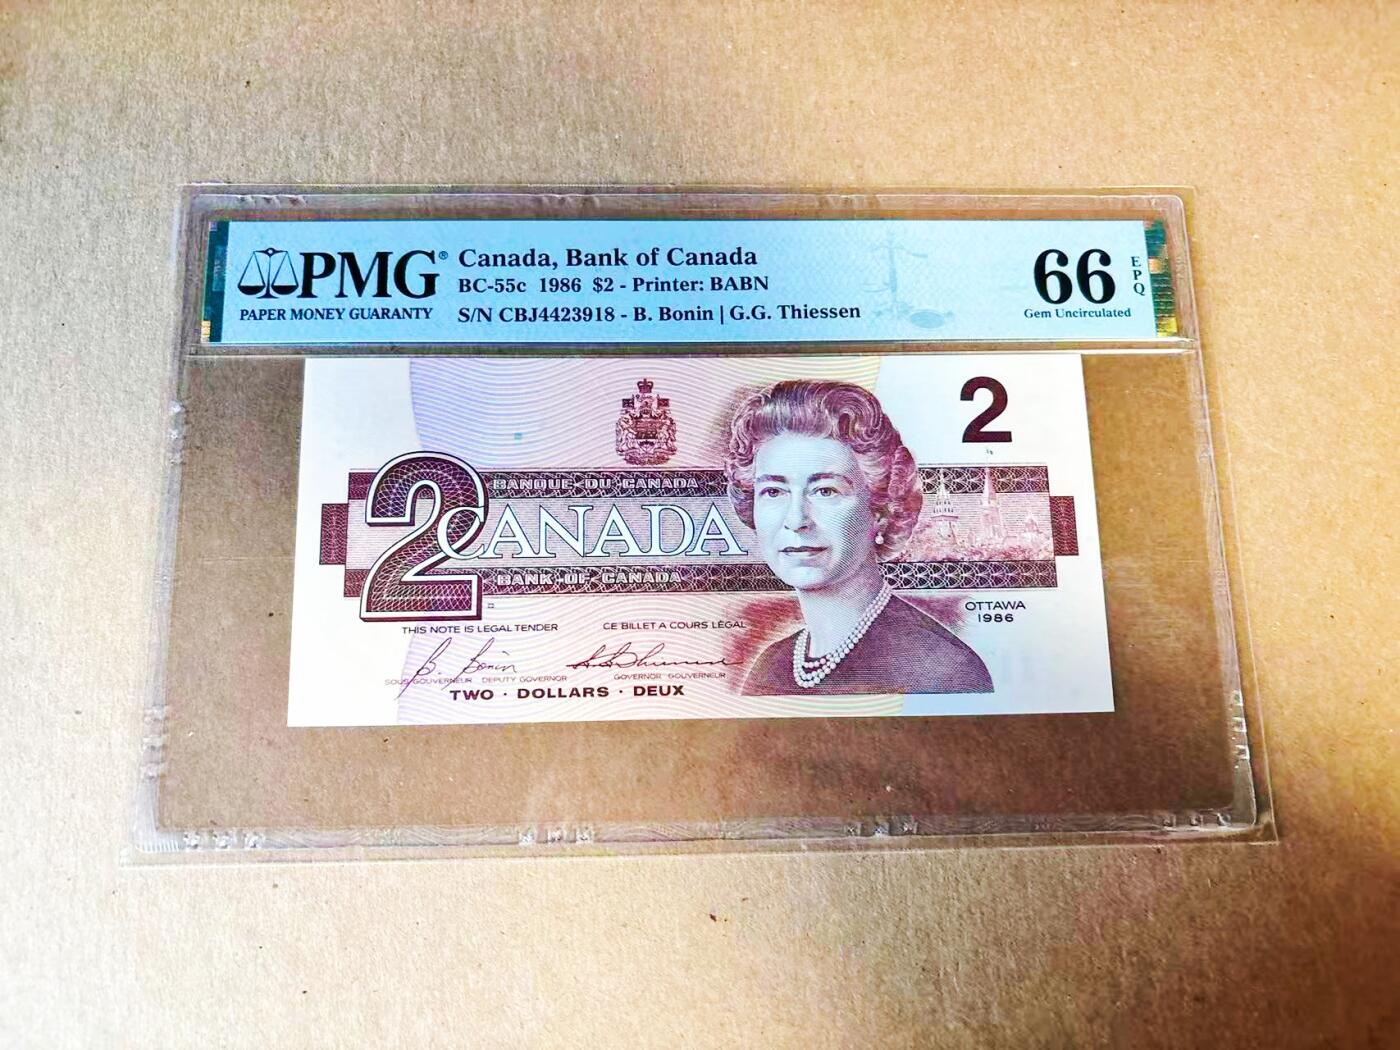 PMG®
PAPER MONEY GUARANTY
Canada, Bank of Canada
BC-55c 1986 $2 - Printer: BABN
S/N CBJ4423918 - B. Bonin | G.G. Thiessen
66
EPQ
Gem Uncirculated
2
BANQUE DU CANADA
2
CANADA
BANK OF CANADA
OTTAWA
1986
THIS NOTE IS LEGAL TENDER CE BILLET A COURS LÉGAL
B. Bonin
SOUS-GOUVERNEUR DEPUTY GOVERNOR GOVERNOR GOUVERNEUR
TWO · DOLLARS · DEUX